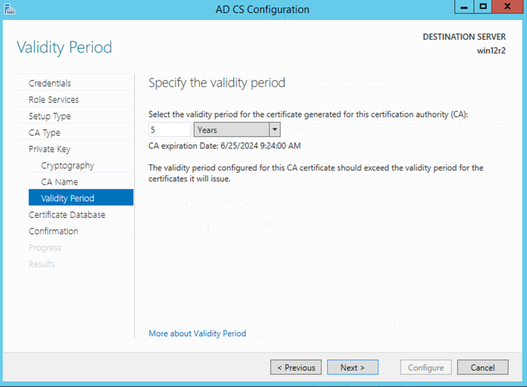 AD CS Configuration
Validity Period
DESTINATION SERVER
win12r2
Credentials
Role Services
Setup Type
CA Type
Private Key
Cryptography
CA Name
Validity Period
Certificate Database
Confirmation
Progress
Results
Specify the validity period
Select the validity period for the certificate generated for this certification authority (CA):
5 Years
CA expiration Date: 6/25/2024 9:24:00 AM
The validity period configured for this CA certificate should exceed the validity period for the
certificates it will issue.
More about Validity Period
< Previous Next > Configure Cancel